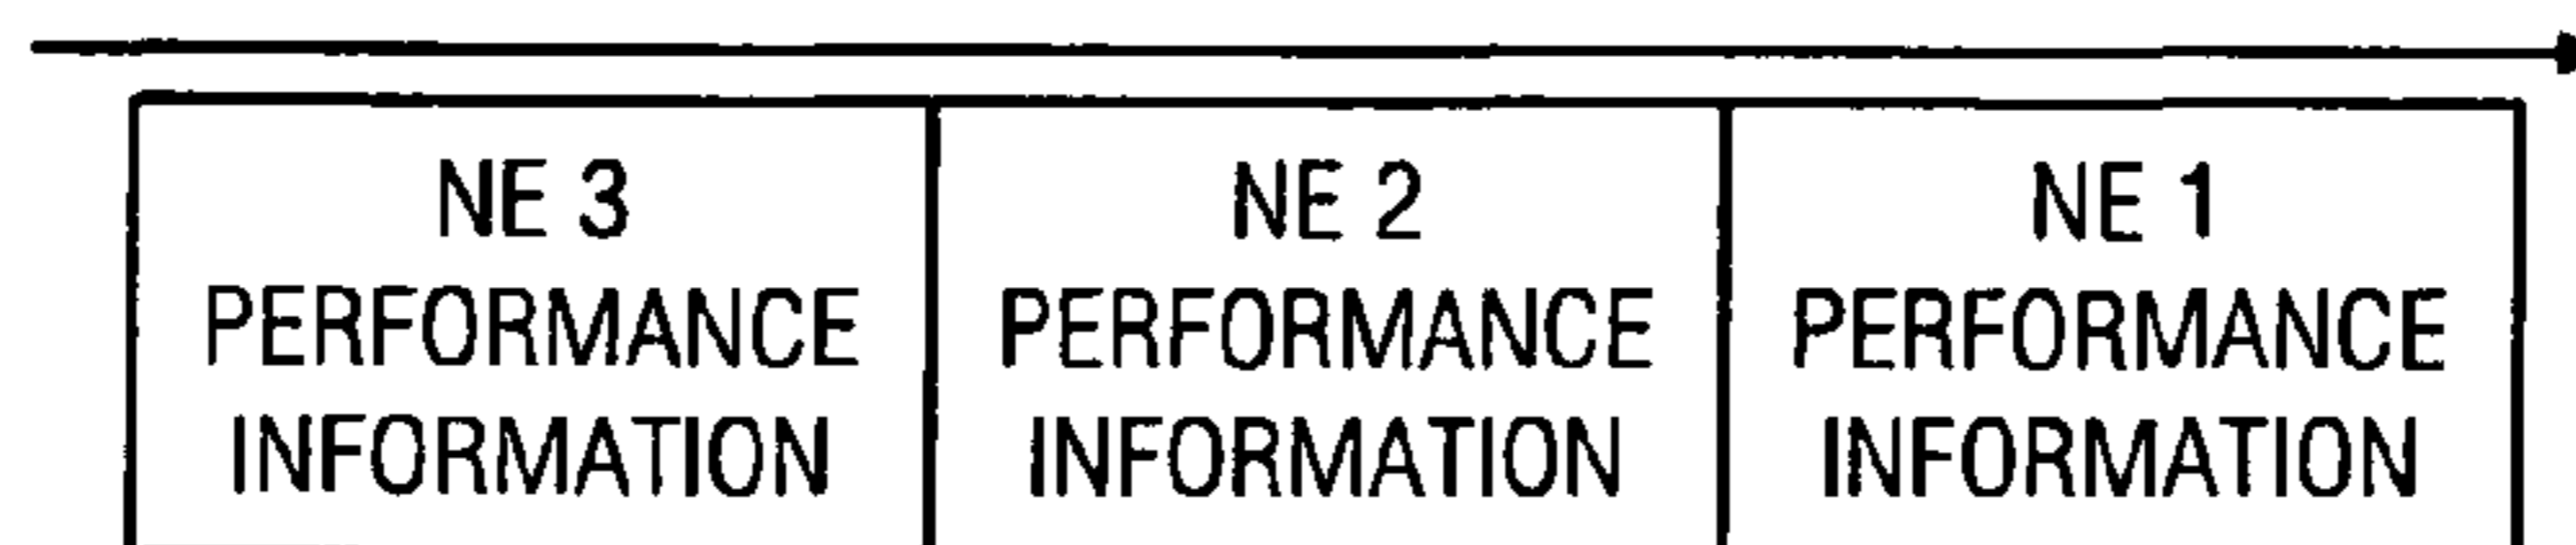 NE 3
PERFORMANCE
INFORMATION
NE 2
PERFORMANCE
INFORMATION
NE 1
PERFORMANCE
INFORMATION